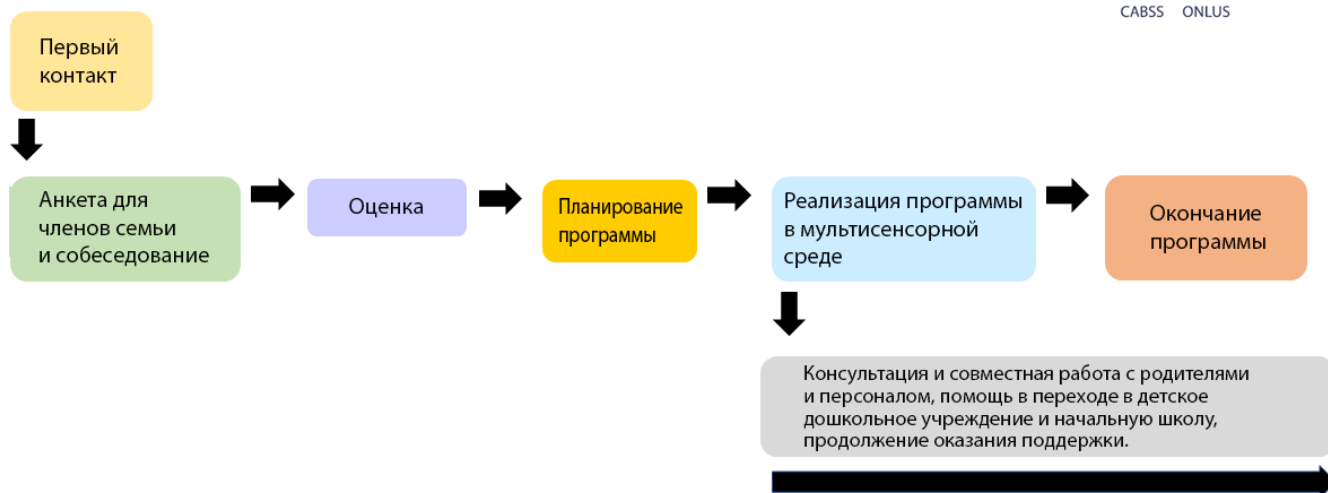 CABSS ONLUS
Первый
контакт
Анкета для
членов семьи
и собеседование
Оценка
Планирование
программы
Реализация программы
в мультисенсорной
среде
Окончание
программы
Консультация и совместная работа с родителями
и персоналом, помощь в переходе в детское
дошкольное учреждение и начальную школу,
продолжение оказания поддержки.